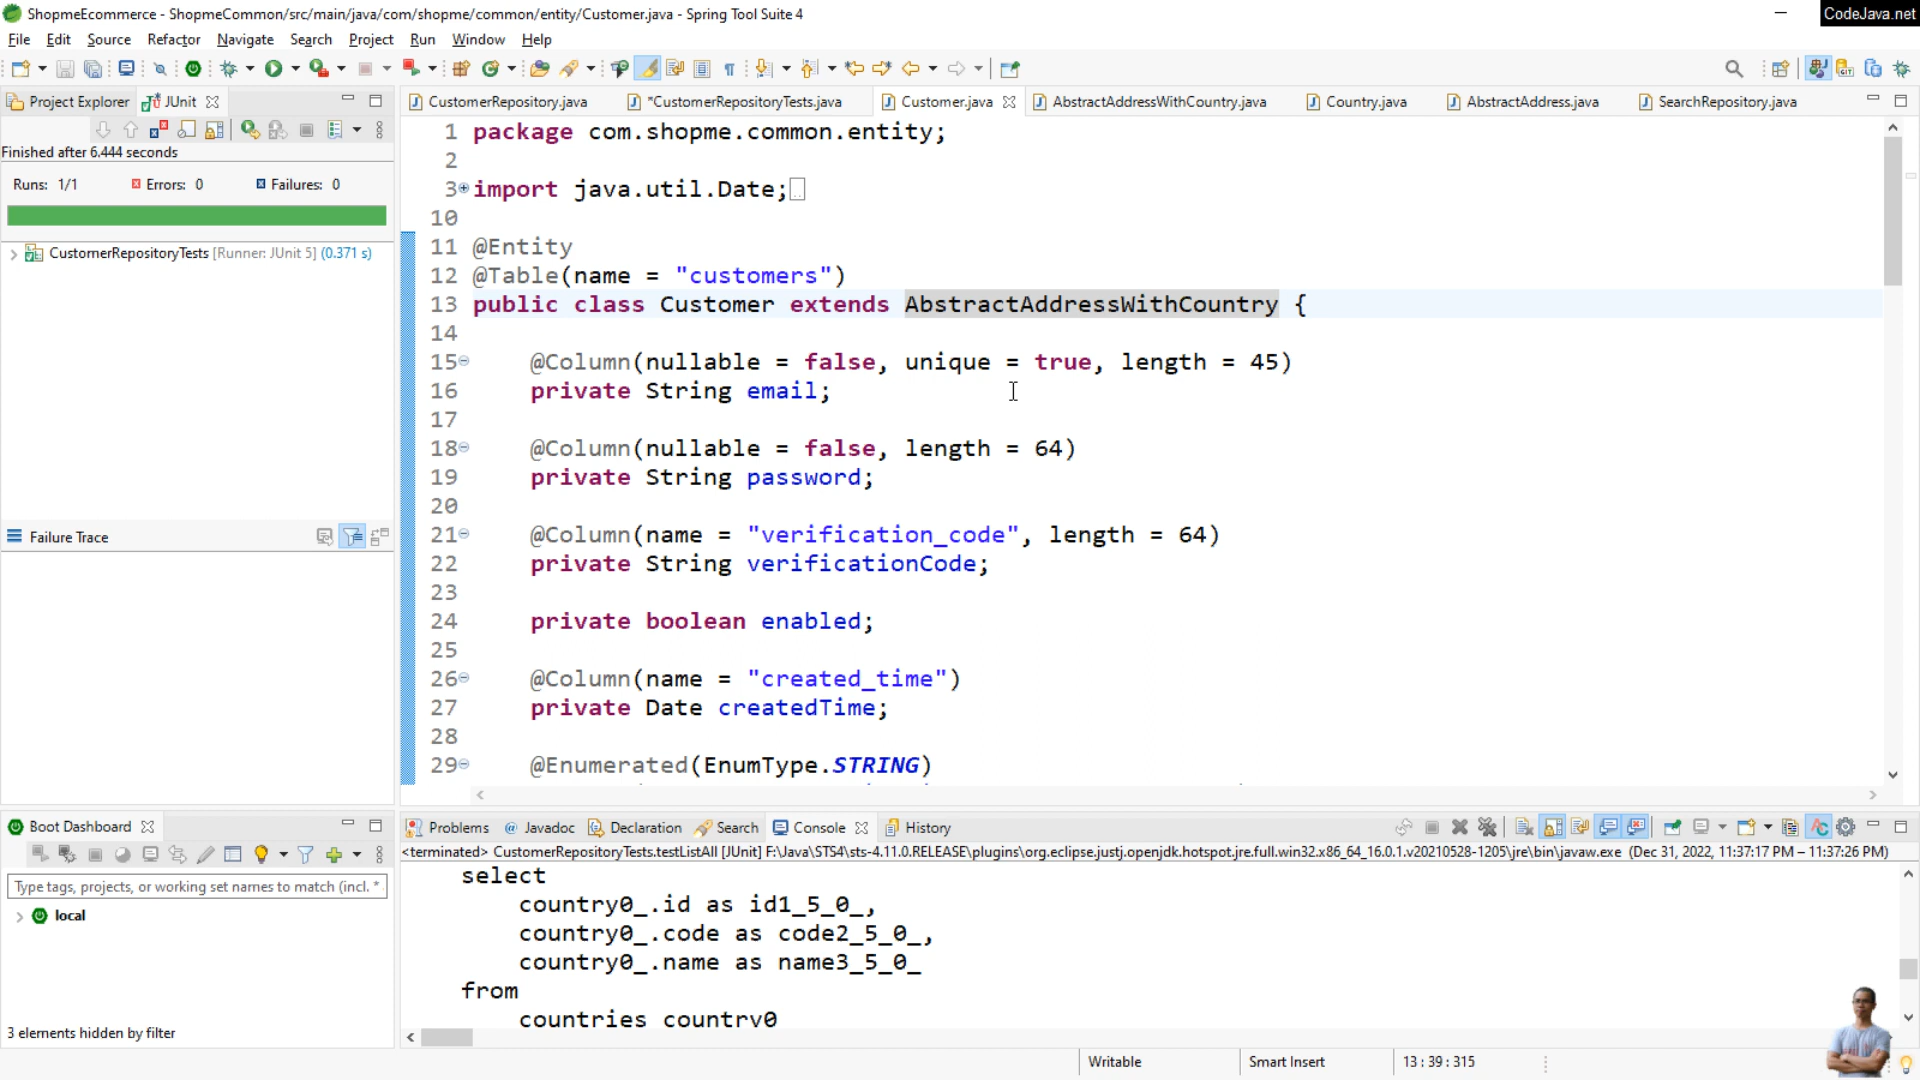 ShopmeEcommerce - ShopmeCommon/src/main/java/com/shopme/common/entity/Customer.java - Spring Tool Suite 4
CodeJava.net
File Edit Source Refactor Navigate Search Project Run Window Help
Project Explorer JUnit
Finished after 6.444 seconds
Runs: 1/1 Errors: 0 Failures: 0
CustomerRepositoryTests [Runner: JUnit 5] (0.371 s)
Failure Trace
CustomerRepository.java *CustomerRepositoryTests.java Customer.java AbstractAddressWithCountry.java Country.java AbstractAddress.java SearchRepository.java
1 package com.shopme.common.entity;
2
3 import java.util.Date;
10
11 @Entity
12 @Table(name = "customers")
13 public class Customer extends AbstractAddressWithCountry {
14
15 @Column(nullable = false, unique = true, length = 45)
16 private String email;
17
18 @Column(nullable = false, length = 64)
19 private String password;
20
21 @Column(name = "verification_code", length = 64)
22 private String verificationCode;
23
24 private boolean enabled;
25
26 @Column(name = "created_time")
27 private Date createdTime;
28
29 @Enumerated(EnumType.STRING)
Boot Dashboard
Type tags, projects, or working set names to match (incl. *
local
3 elements hidden by filter
Problems @ Javadoc Declaration Search Console History
<terminated> CustomerRepositoryTests.testListAll [JUnit] F:\Java\STS4\sts-4.11.0.RELEASE\plugins\org.eclipse.justj.openjdk.hotspot.jre.full.win32.x86_64_16.0.1.v20210528-1205\jre\bin\javaw.exe (Dec 31, 2022, 11:37:17 PM – 11:37:26 PM)
select
country0_.id as id1_5_0_,
country0_.code as code2_5_0_,
country0_.name as name3_5_0_
from
countries country0
Writable Smart Insert 13 : 39 : 315